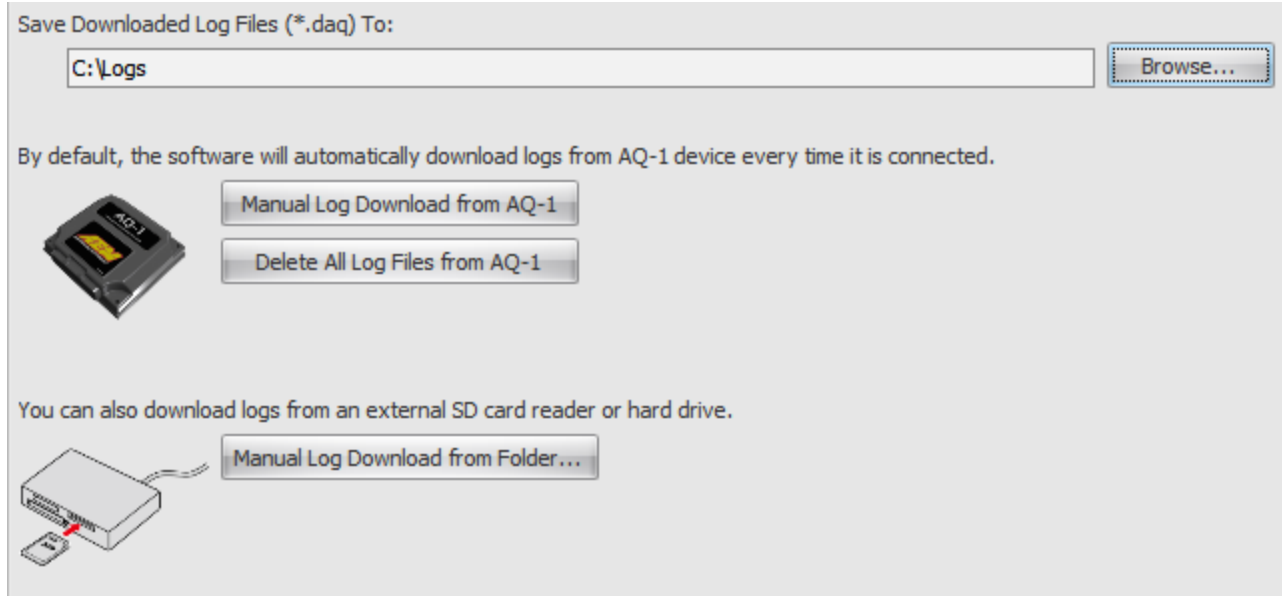 Save Downloaded Log Files (*.daq) To:
C:\Logs
Browse...
By default, the software will automatically download logs from AQ-1 device every time it is connected.
AQ-1
AEM
Manual Log Download from AQ-1
Delete All Log Files from AQ-1
You can also download logs from an external SD card reader or hard drive.
Manual Log Download from Folder...